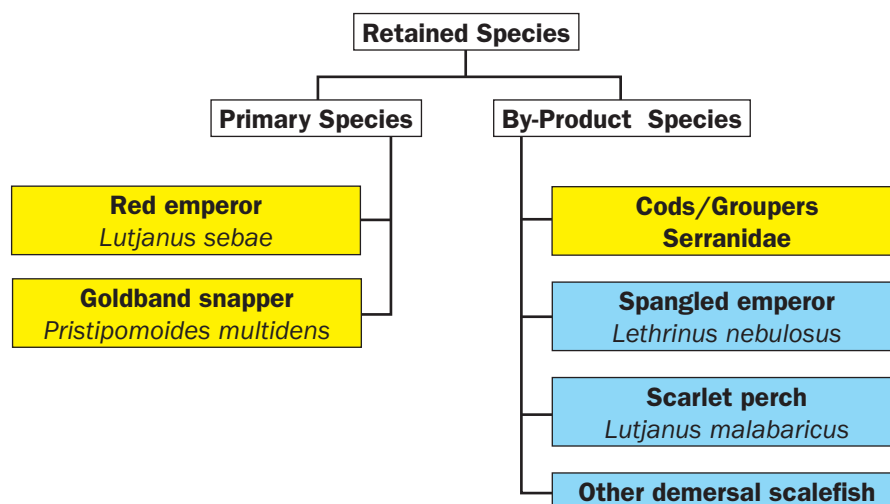 Retained Species
Primary Species
By-Product Species
Red emperor
Lutjanus sebae
Goldband snapper
Pristipomoides multidens
Cods/Groupers
Serranidae
Spangled emperor
Lethrinus nebulosus
Scarlet perch
Lutjanus malabaricus
Other demersal scalefish